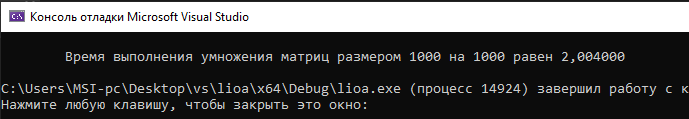 C:\
Консоль отладки Microsoft Visual Studio
Время выполнения умножения матриц размером 1000 на 1000 равен 2,004000
C:\Users\MSI-pc\Desktop\vs\lioa\x64\Debug\lioa.exe (процесс 14924) завершил работу с к
Нажмите любую клавишу, чтобы закрыть это окно: